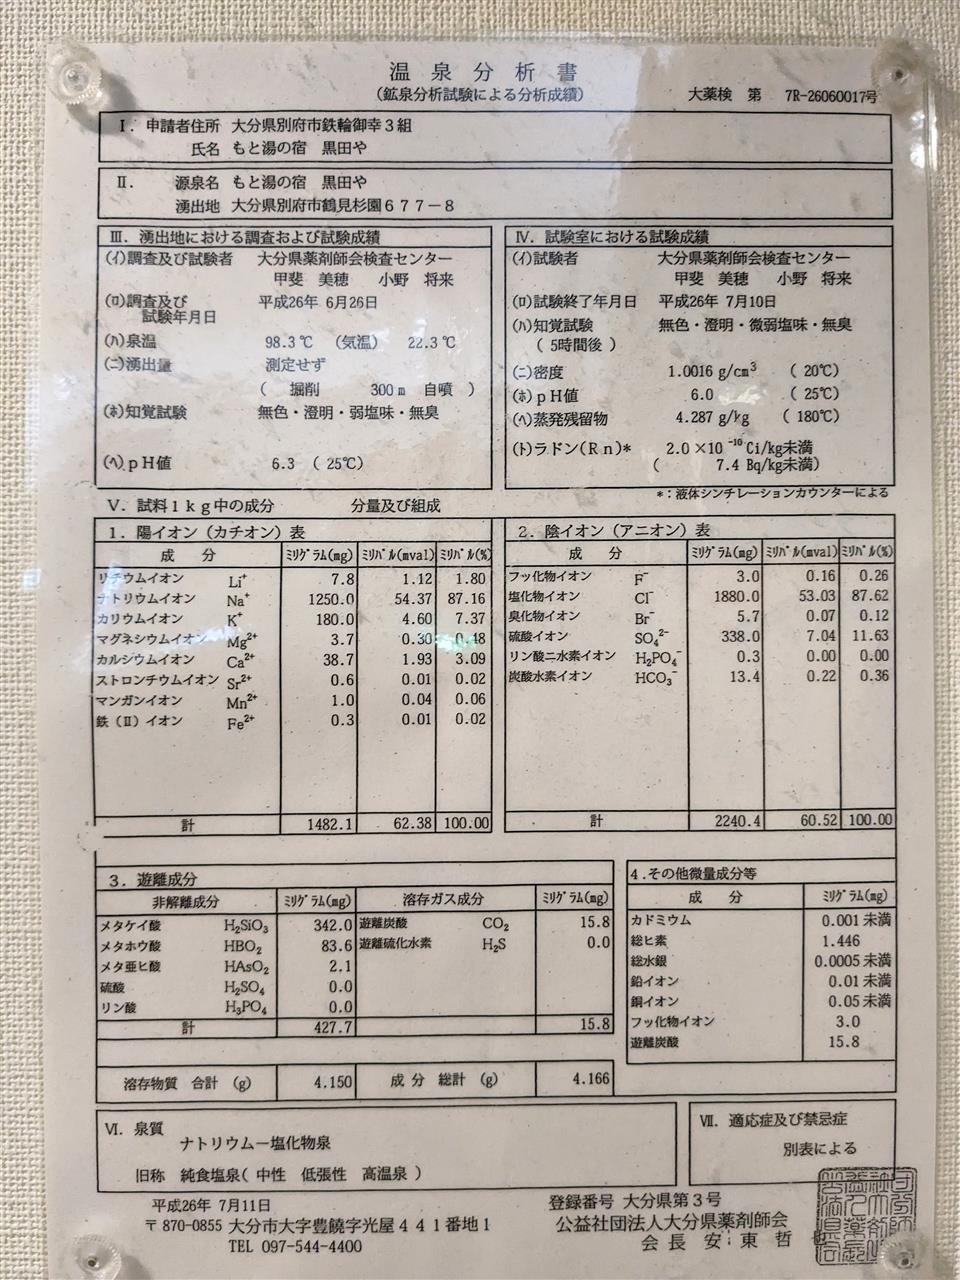 温泉分析書
(鉱泉分析試験による分析成績)
大薬検 第 7R-26060017号
Ⅰ．申請者住所 大分県別府市鉄輪御幸３組
氏名 もと湯の宿 黒田や
Ⅱ． 源泉名 もと湯の宿 黒田や
湧出地 大分県別府市鶴見杉園６７７－８
Ⅲ．湧出地における調査および試験成績
(ｲ)調査及び試験者 大分県薬剤師会検査センター
甲斐 美穂 小野 将来
(ﾛ)調査及び 平成26年 6月26日
試験年月日
(ﾊ)泉温 98.3℃ (気温) 22.3℃
(ﾆ)湧出量 測定せず
( 掘削 300ｍ 自噴 )
(ﾎ)知覚試験 無色・澄明・弱塩味・無臭
(ﾍ)ｐＨ値 6.3 (25℃)
Ⅳ．試験室における試験成績
(ｲ)試験者 大分県薬剤師会検査センター
甲斐 美穂 小野 将来
(ﾛ)試験終了年月日 平成26年 7月10日
(ﾊ)知覚試験 無色・澄明・微弱塩味・無臭
( 5時間後 )
(ﾆ)密度 1.0016 g/cm³ (20℃)
(ﾎ)ｐＨ値 6.0 (25℃)
(ﾍ)蒸発残留物 4.287 g/kg (180℃)
(ﾄ)ラドン(Ｒｎ)* 2.0×10⁻¹⁰Ci/kg未満
( 7.4 Bq/kg未満)
*：液体シンチレーションカウンターによる
Ⅴ．試料１ｋｇ中の成分 分量及び組成
１．陽イオン（カチオン）表
成 分 ﾐﾘｸﾞﾗﾑ(mg) ﾐﾘﾊﾞﾙ(mval) ﾐﾘﾊﾞﾙ(%)
リチウムイオン Li⁺ 7.8 1.12 1.80
ナトリウムイオン Na⁺ 1250.0 54.37 87.16
カリウムイオン K⁺ 180.0 4.60 7.37
マグネシウムイオン Mg²⁺ 3.7 0.30 0.48
カルシウムイオン Ca²⁺ 38.7 1.93 3.09
ストロンチウムイオン Sr²⁺ 0.6 0.01 0.02
マンガンイオン Mn²⁺ 1.0 0.04 0.06
鉄（Ⅱ）イオン Fe²⁺ 0.3 0.01 0.02
計 1482.1 62.38 100.00
２．陰イオン（アニオン）表
成 分 ﾐﾘｸﾞﾗﾑ(mg) ﾐﾘﾊﾞﾙ(mval) ﾐﾘﾊﾞﾙ(%)
フッ化物イオン F⁻ 3.0 0.16 0.26
塩化物イオン Cl⁻ 1880.0 53.03 87.62
臭化物イオン Br⁻ 5.7 0.07 0.12
硫酸イオン SO₄²⁻ 338.0 7.04 11.63
リン酸二水素イオン H₂PO₄⁻ 0.3 0.00 0.00
炭酸水素イオン HCO₃⁻ 13.4 0.22 0.36
計 2240.4 60.52 100.00
３．遊離成分
非解離成分 ﾐﾘｸﾞﾗﾑ(mg) 溶存ガス成分 ﾐﾘｸﾞﾗﾑ(mg)
メタケイ酸 H₂SiO₃ 342.0 遊離炭酸 CO₂ 15.8
メタホウ酸 HBO₂ 83.6 遊離硫化水素 H₂S 0.0
メタ亜ヒ酸 HAsO₂ 2.1
硫酸 H₂SO₄ 0.0
リン酸 H₃PO₄ 0.0
計 427.7 15.8
溶存物質 合計 (g) 4.150 成分 総計 (g) 4.166
４.その他微量成分等
成 分 ﾐﾘｸﾞﾗﾑ(mg)
カドミウム 0.001 未満
総ヒ素 1.446
総水銀 0.0005 未満
鉛イオン 0.01 未満
銅イオン 0.05 未満
フッ化物イオン 3.0
遊離炭酸 15.8
Ⅵ．泉質
ナトリウム－塩化物泉
旧称 純食塩泉( 中性 低張性 高温泉 )
Ⅶ．適応症及び禁忌症
別表による
平成26年 7月11日
〒870-0855 大分市大字豊饒字光屋４４１番地１
TEL 097-544-4400
登録番号 大分県第３号
公益社団法人大分県薬剤師会
会長 安東 哲